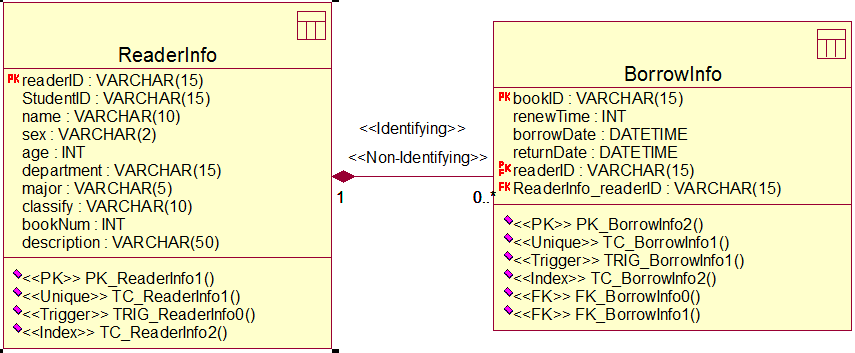 ReaderInfo
PK readerID : VARCHAR(15)
StudentID : VARCHAR(15)
name : VARCHAR(10)
sex : VARCHAR(2)
age : INT
department : VARCHAR(15)
major : VARCHAR(5)
classify : VARCHAR(10)
bookNum : INT
description : VARCHAR(50)
<<PK>> PK_ReaderInfo1()
<<Unique>> TC_ReaderInfo1()
<<Trigger>> TRIG_ReaderInfo0()
<<Index>> TC_ReaderInfo2()
<<Identifying>>
<<Non-Identifying>>
1
0..*
BorrowInfo
PK bookID : VARCHAR(15)
renewTime : INT
borrowDate : DATETIME
returnDate : DATETIME
readerID : VARCHAR(15)
FK ReaderInfo_readerID : VARCHAR(15)
<<PK>> PK_BorrowInfo2()
<<Unique>> TC_BorrowInfo1()
<<Trigger>> TRIG_BorrowInfo1()
<<Index>> TC_BorrowInfo2()
<<FK>> FK_BorrowInfo0()
<<FK>> FK_BorrowInfo1()